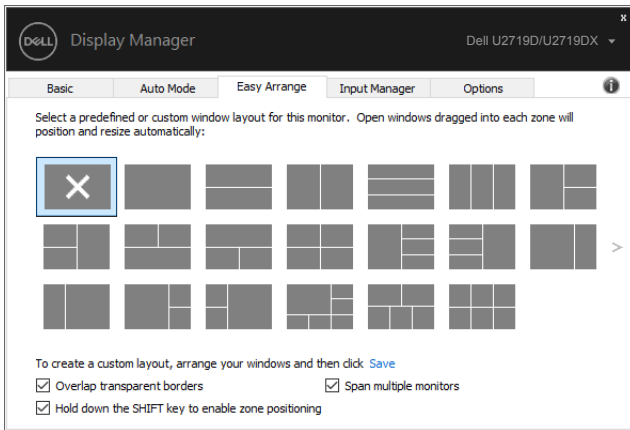 x
DELL Display Manager Dell U2719D/U2719DX
Basic Auto Mode Easy Arrange Input Manager Options
Select a predefined or custom window layout for this monitor. Open windows dragged into each zone will
position and resize automatically:
To create a custom layout, arrange your windows and then click Save
Overlap transparent borders Span multiple monitors
Hold down the SHIFT key to enable zone positioning